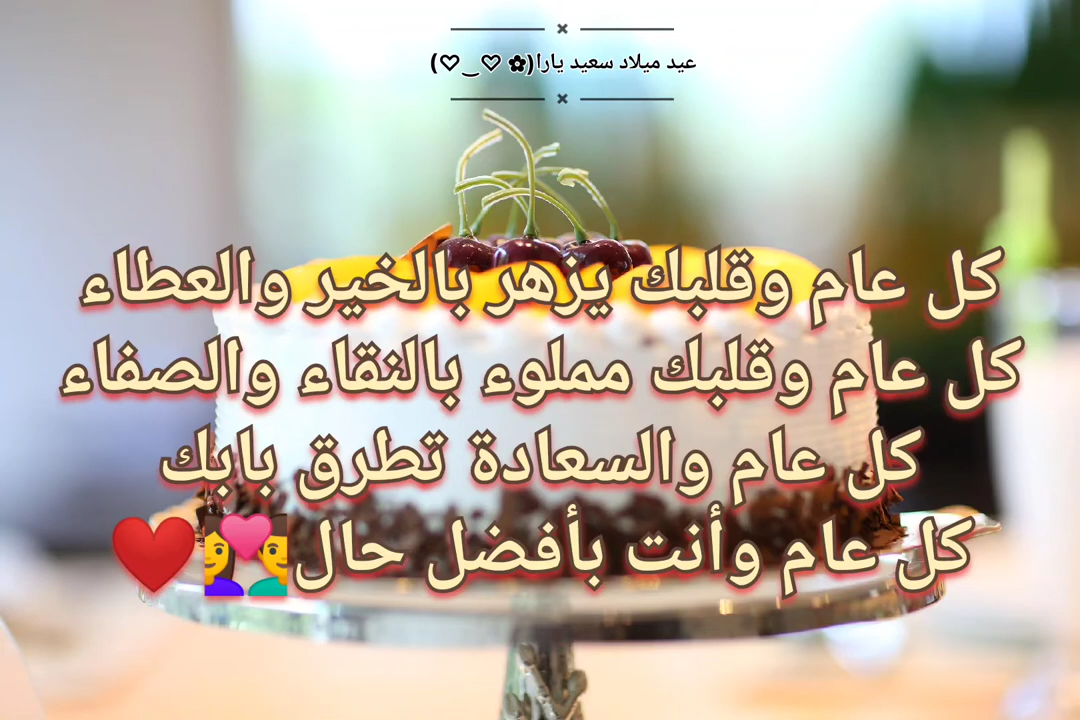 عيد ميلاد سعيد يارا(✿ ♡‿♡)
كل عام وقلبك يزهر بالخير والعطاء
كل عام وقلبك مملوء بالنقاء والصفاء
كل عام والسعادة تطرق بابك
كل عام وأنت بأفضل حال👩‍❤️‍👨❤️